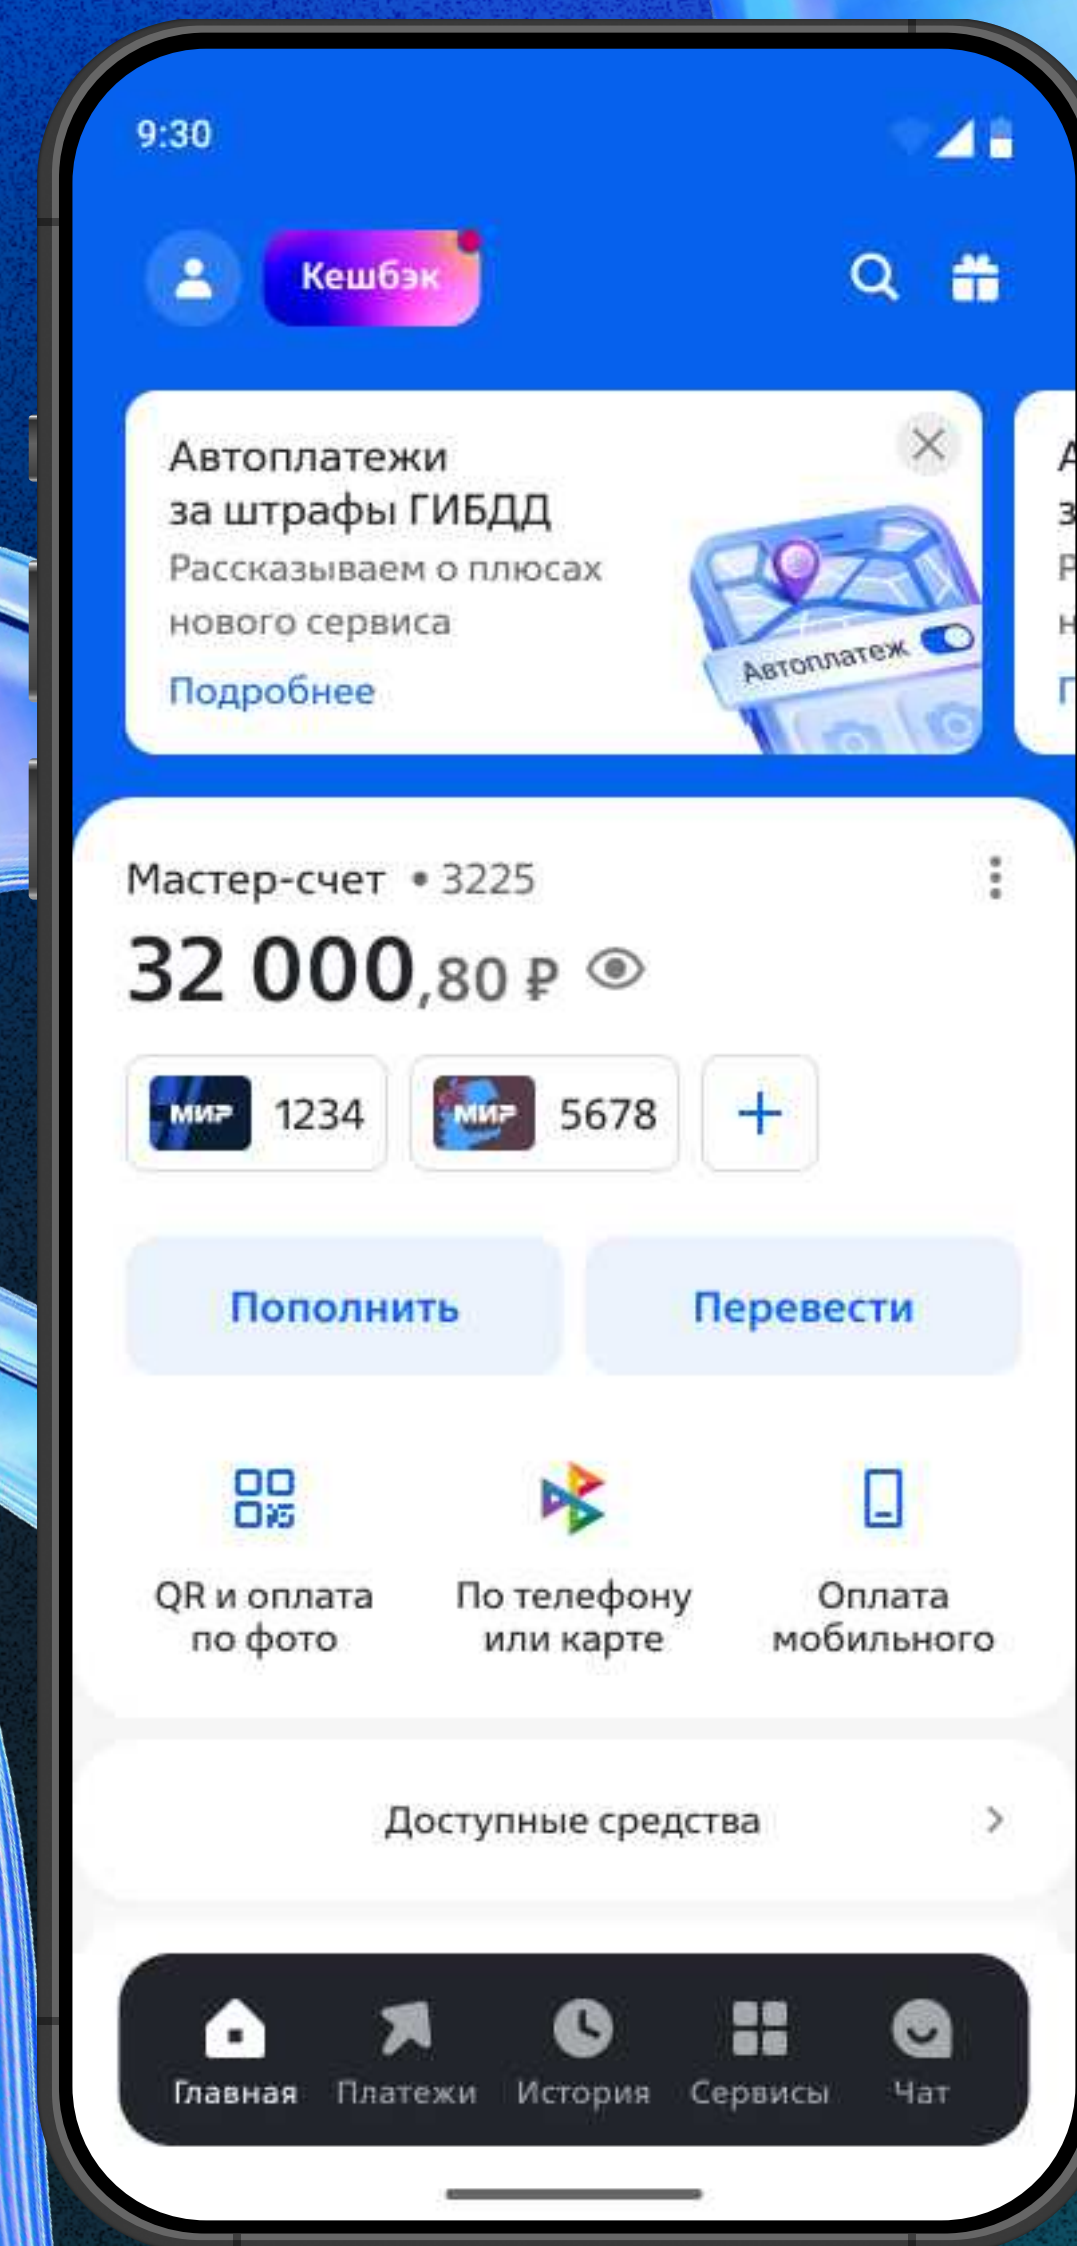 9:30
Кешбэк
Автоплатежи
за штрафы ГИБДД
Рассказываем о плюсах
нового сервиса
Подробнее
Автоплатеж
Мастер-счет • 3225
32 000,80 ₽
МИР 1234
МИР 5678
Пополнить
Перевести
QR и оплата
по фото
По телефону
или карте
Оплата
мобильного
Доступные средства
Главная
Платежи
История
Сервисы
Чат